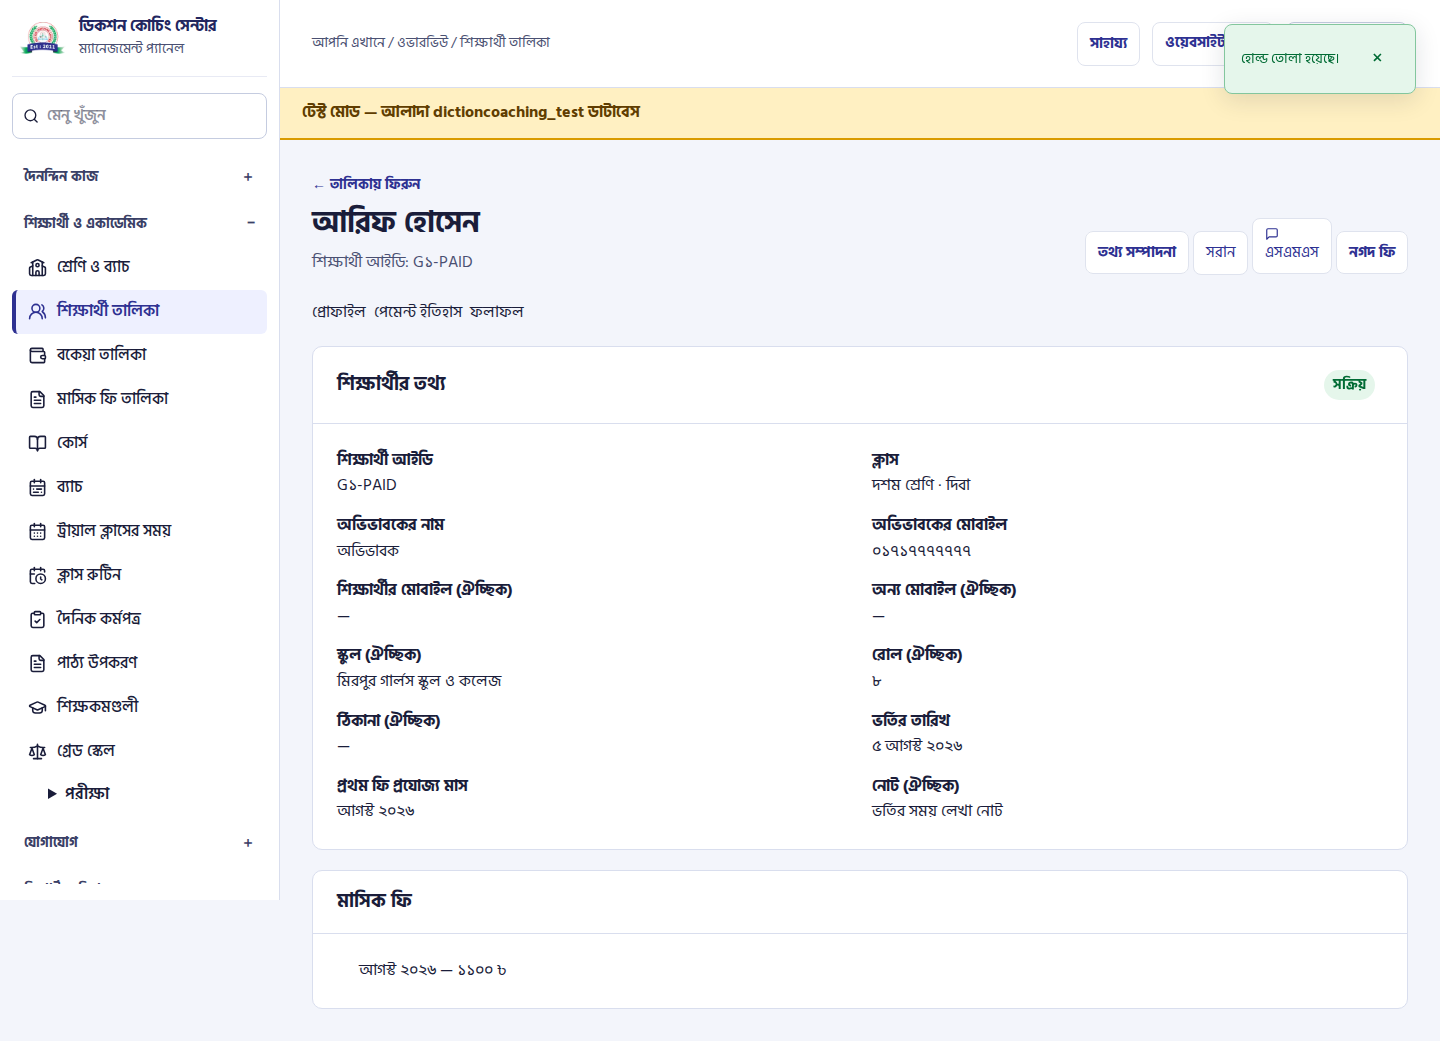 ডিকশন কোচিং সেন্টার
ম্যানেজমেন্ট প্যানেল
Est : 2011
মেনু খুঁজুন
দৈনন্দিন কাজ +
শিক্ষার্থী ও একাডেমিক −
শ্রেণি ও ব্যাচ
শিক্ষার্থী তালিকা
বকেয়া তালিকা
মাসিক ফি তালিকা
কোর্স
ব্যাচ
ট্রায়াল ক্লাসের সময়
ক্লাস রুটিন
দৈনিক কর্মপত্র
পাঠ্য উপকরণ
শিক্ষকমণ্ডলী
গ্রেড স্কেল
▶ পরীক্ষা
যোগাযোগ +
আপনি এখানে / ওভারভিউ / শিক্ষার্থী তালিকা
সাহায্য
ওয়েবসাইট
হোল্ড তোলা হয়েছে। ×
টেস্ট মোড — আলাদা dictioncoaching_test ডাটাবেস
← তালিকায় ফিরুন
আরিফ হোসেন
শিক্ষার্থী আইডি: G১-PAID
তথ্য সম্পাদনা সরান এসএমএস নগদ ফি
প্রোফাইল পেমেন্ট ইতিহাস ফলাফল
শিক্ষার্থীর তথ্য সক্রিয়
শিক্ষার্থী আইডি
G১-PAID
ক্লাস
দশম শ্রেণি · দিবা
অভিভাবকের নাম
অভিভাবক
অভিভাবকের মোবাইল
০১৭১৭৭৭৭৭৭৭
শিক্ষার্থীর মোবাইল (ঐচ্ছিক)
—
অন্য মোবাইল (ঐচ্ছিক)
—
স্কুল (ঐচ্ছিক)
মিরপুর গার্লস স্কুল ও কলেজ
রোল (ঐচ্ছিক)
৮
ঠিকানা (ঐচ্ছিক)
—
ভর্তির তারিখ
৫ আগস্ট ২০২৬
প্রথম ফি প্রযোজ্য মাস
আগস্ট ২০২৬
নোট (ঐচ্ছিক)
ভর্তির সময় লেখা নোট
মাসিক ফি
আগস্ট ২০২৬ — ১১০০ ৳